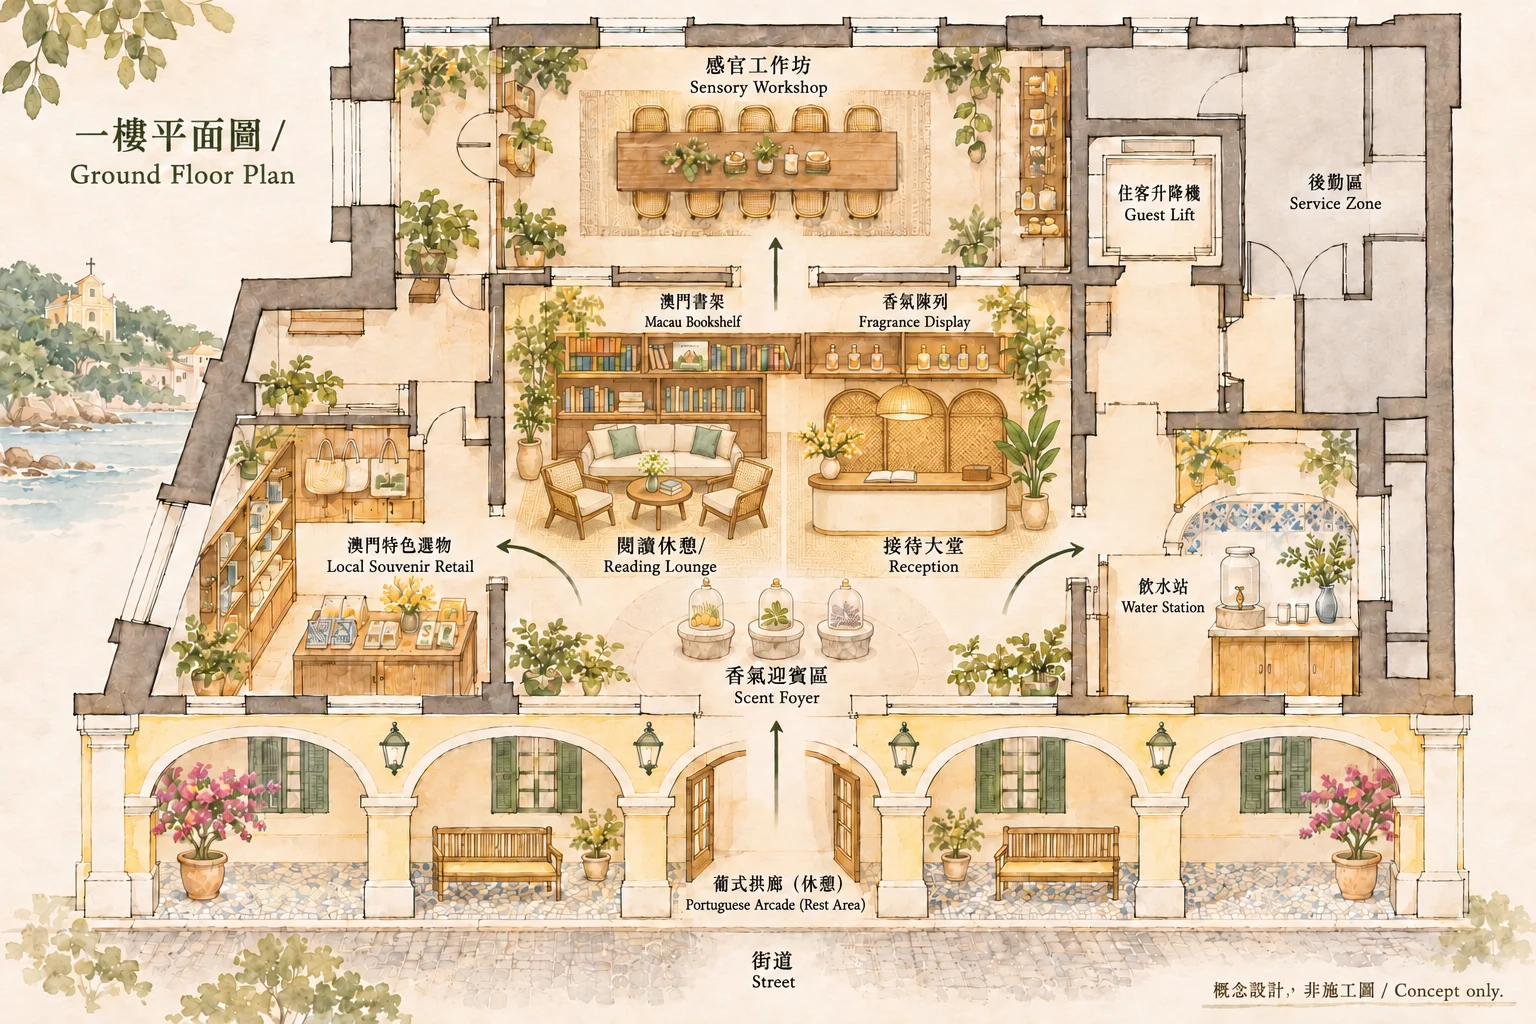 一樓平面圖 /
Ground Floor Plan
感官工作坊
Sensory Workshop
住客升降機
Guest Lift
後勤區
Service Zone
澳門書架
Macau Bookshelf
香氣陳列
Fragrance Display
澳門特色選物
Local Souvenir Retail
閱讀休憩/
Reading Lounge
接待大堂
Reception
飲水站
Water Station
香氣迎賓區
Scent Foyer
葡式拱廊（休憩）
Portuguese Arcade (Rest Area)
街道
Street
概念設計，非施工圖 / Concept only.